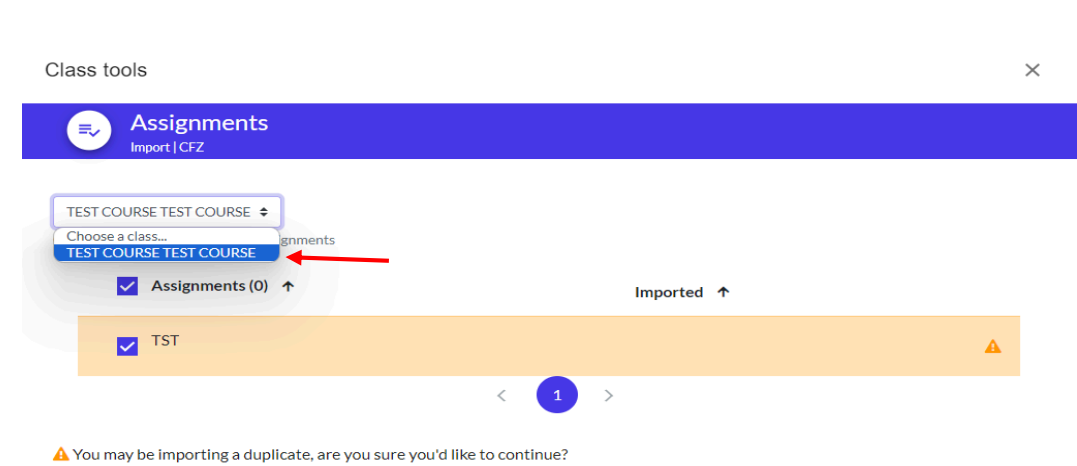 Class tools
Assignments
Import | CFZ
TEST COURSE TEST COURSE
Choose a class...
TEST COURSE TEST COURSE
Assignments (0)
Imported
TST
1
You may be importing a duplicate, are you sure you'd like to continue?